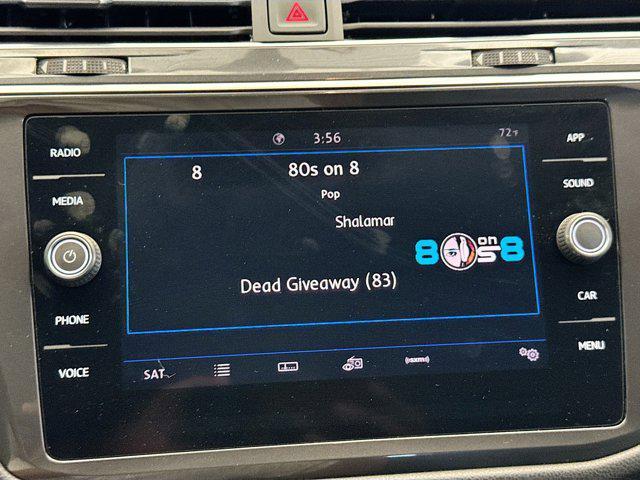 RADIO
MEDIA
PHONE
VOICE
3:56
72°F
8 80s on 8
Pop
Shalamar
8 on 8
Dead Giveaway (83)
SAT
((sxm))
APP
SOUND
CAR
MENU